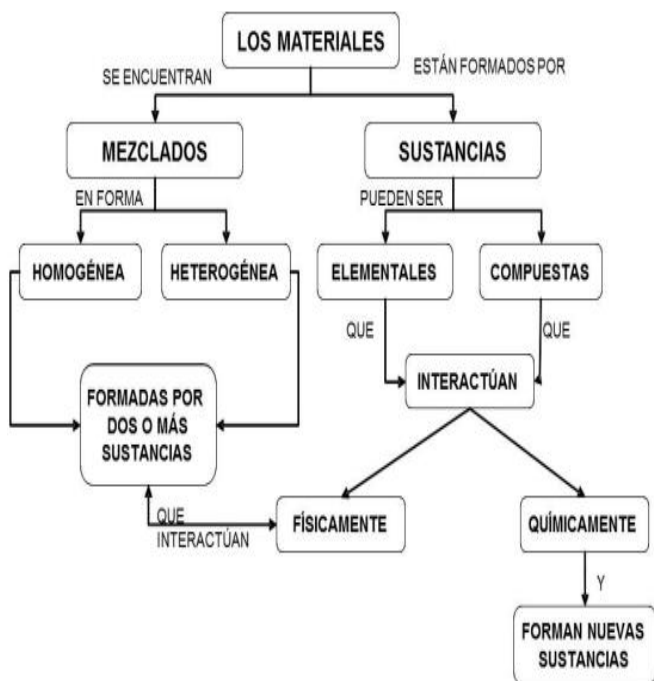 LOS MATERIALES
SE ENCUENTRAN
ESTÁN FORMADOS POR
MEZCLADOS
SUSTANCIAS
EN FORMA
PUEDEN SER
HOMOGÉNEA
HETEROGÉNEA
ELEMENTALES
COMPUESTAS
QUE
QUE
INTERACTÚAN
FORMADAS POR
DOS O MÁS
SUSTANCIAS
QUE
INTERACTÚAN
FÍSICAMENTE
QUÍMICAMENTE
Y
FORMAN NUEVAS
SUSTANCIAS